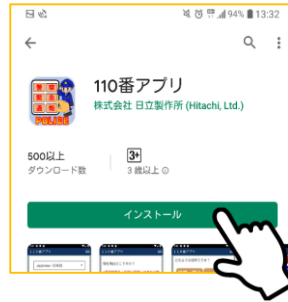 94% 13:32
110番アプリ
株式会社 日立製作所 (Hitachi, Ltd.)
POLICE
500以上
ダウンロード数
3+
3 歳以上
インストール